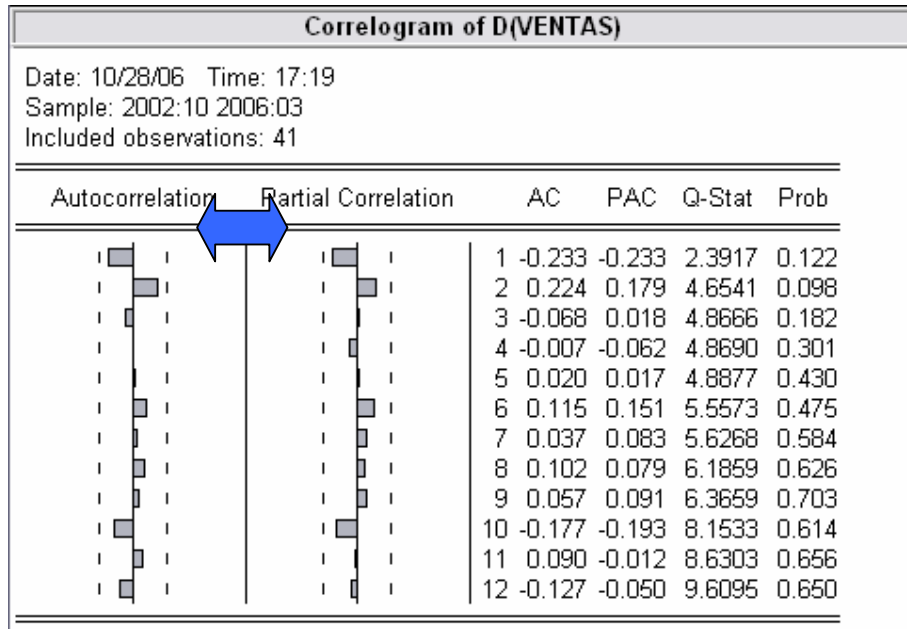 Correlogram of D(VENTAS)
Date: 10/28/06 Time: 17:19
Sample: 2002:10 2006:03
Included observations: 41
Autocorrelation Partial Correlation AC PAC Q-Stat Prob
1 -0.233 -0.233 2.3917 0.122
2 0.224 0.179 4.6541 0.098
3 -0.068 0.018 4.8666 0.182
4 -0.007 -0.062 4.8690 0.301
5 0.020 0.017 4.8877 0.430
6 0.115 0.151 5.5573 0.475
7 0.037 0.083 5.6268 0.584
8 0.102 0.079 6.1859 0.626
9 0.057 0.091 6.3659 0.703
10 -0.177 -0.193 8.1533 0.614
11 0.090 -0.012 8.6303 0.656
12 -0.127 -0.050 9.6095 0.650